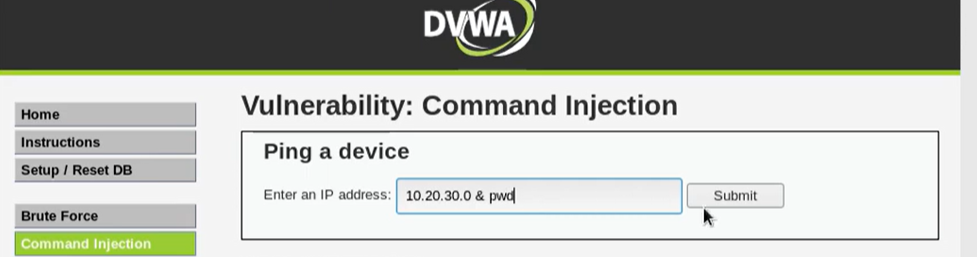 DVWA
Home
Instructions
Setup / Reset DB
Brute Force
Command Injection
Vulnerability: Command Injection
Ping a device
Enter an IP address: 10.20.30.0 & pwd Submit